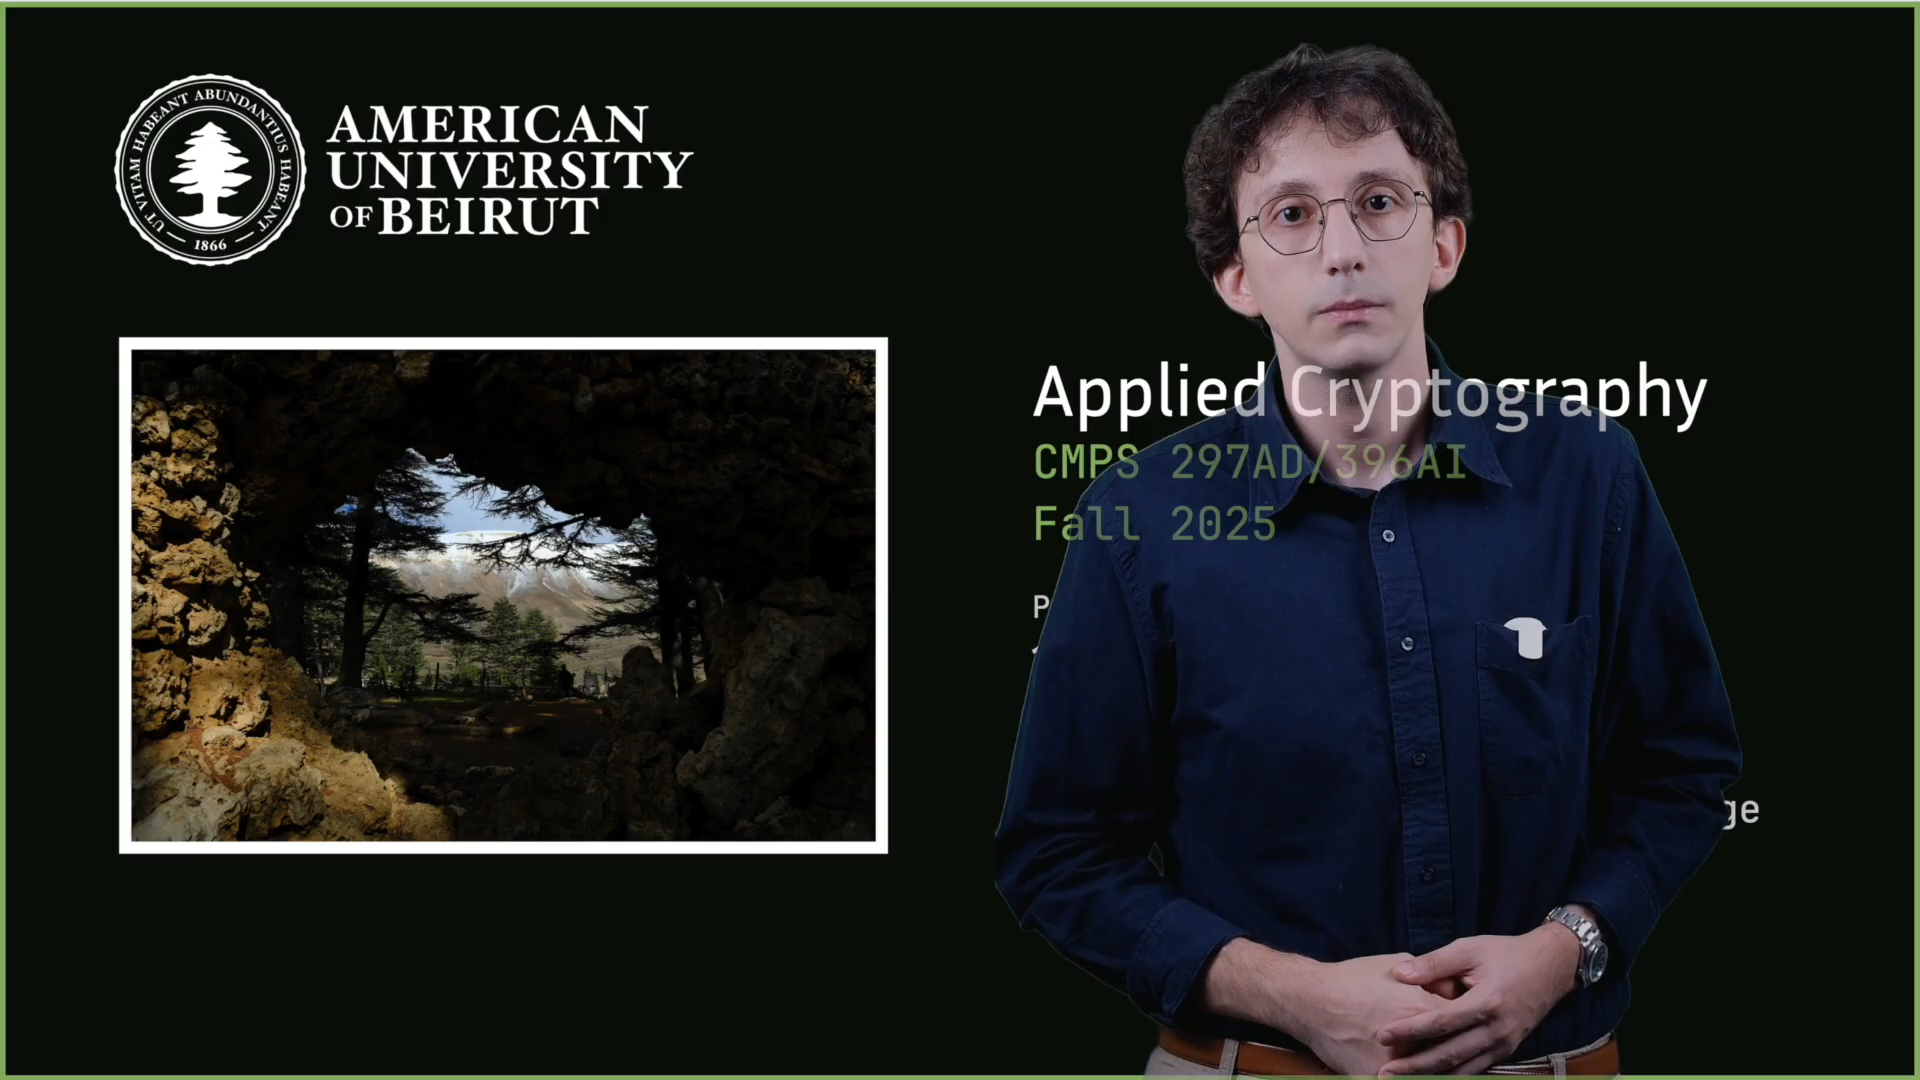 UT VITAM HABEANT ABUNDANTIUS HABEANT
1866
AMERICAN
UNIVERSITY
OF BEIRUT
Applied Cryptography
CMPS 297AD/396AI
Fall 2025